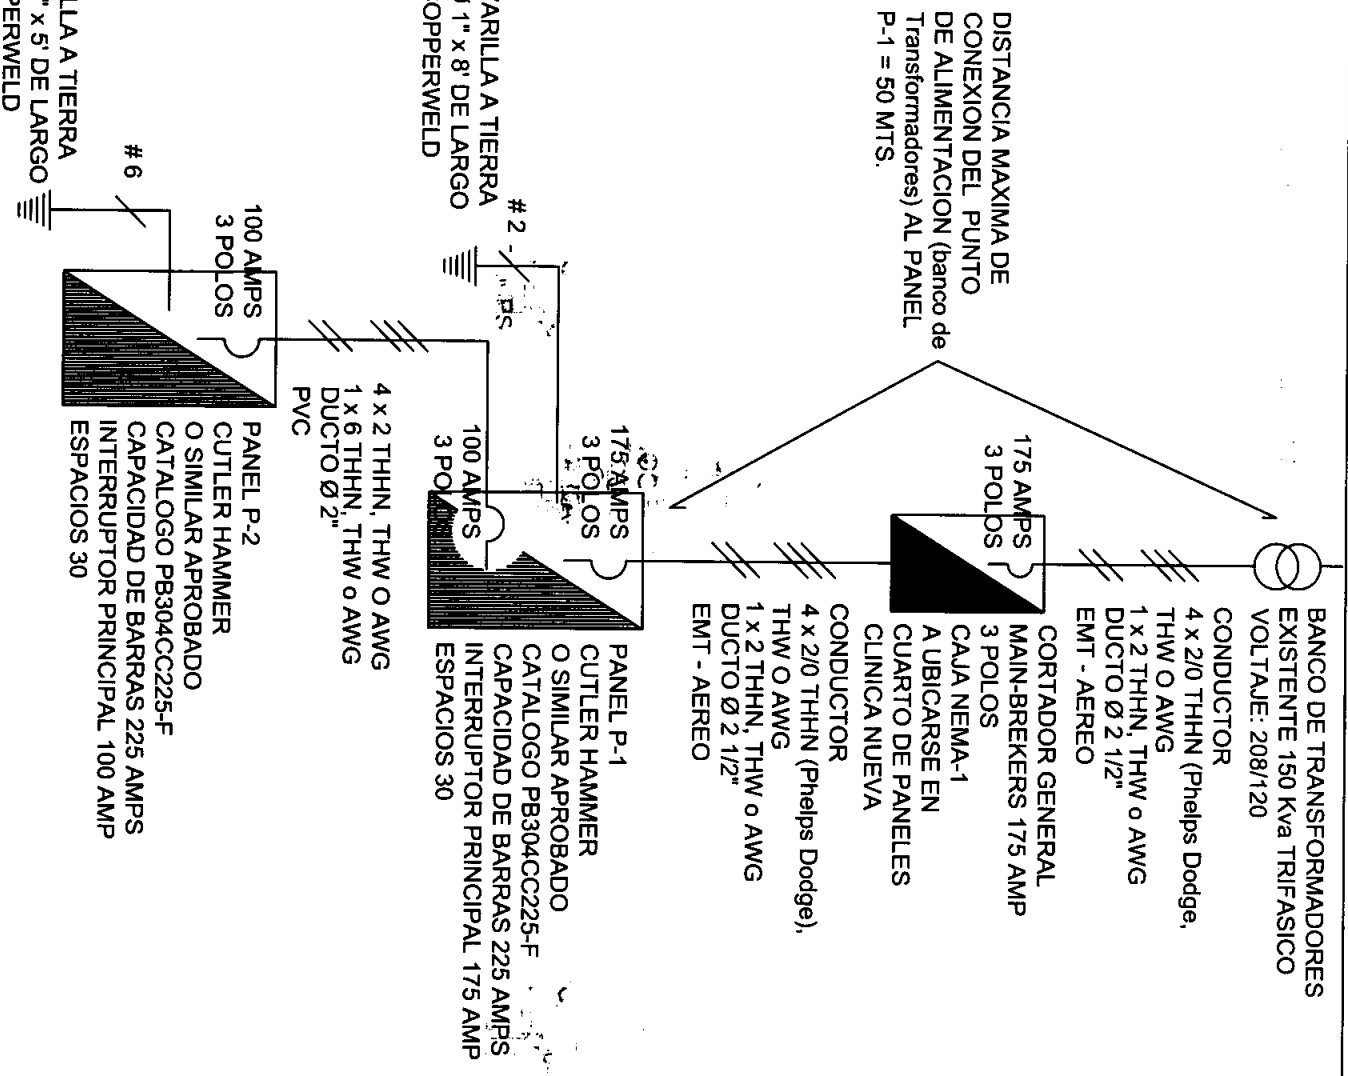 BANCO DE TRANSFORMADORES
EXISTENTE 150 Kva TRIFASICO
VOLTAJE: 208/120
CONDUCTOR
4 x 2/0 THHN (Phelps Dodge,
THW O AWG
1 x 2 THHN, THW o AWG
DUCTO Ø 2 1/2"
EMT - AEREO
DISTANCIA MAXIMA DE
CONEXION DEL PUNTO
DE ALIMENTACION (banco de
Transformadores) AL PANEL
P-1 = 50 MTS.
175 AMPS
3 POLOS
CORTADOR GENERAL
MAIN-BREKERS 175 AMP
3 POLOS
CAJA NEMA-1
A UBICARSE EN
CUARTO DE PANELES
CLINICA NUEVA
CONDUCTOR
4 x 2/0 THHN (Phelps Dodge),
THW O AWG
1 x 2 THHN, THW o AWG
DUCTO Ø 2 1/2"
EMT - AEREO
175 AMPS
3 POLOS
PANEL P-1
CUTLER HAMMER
O SIMILAR APROBADO
CATALOGO PB304CC225-F
CAPACIDAD DE BARRAS 225 AMPS
INTERRUPTOR PRINCIPAL 175 AMP
ESPACIOS 30
100 AMPS
3 PO
# 2
VARILLA A TIERRA
1" x 8' DE LARGO
COPPERWELD
4 x 2 THHN, THW O AWG
1 x 6 THHN, THW o AWG
DUCTO Ø 2"
PVC
100 AMPS
3 POLOS
PANEL P-2
CUTLER HAMMER
O SIMILAR APROBADO
CATALOGO PB304CC225-F
CAPACIDAD DE BARRAS 225 AMPS
INTERRUPTOR PRINCIPAL 100 AMP
ESPACIOS 30
# 6
LLA A TIERRA
" x 5' DE LARGO
PERWELD